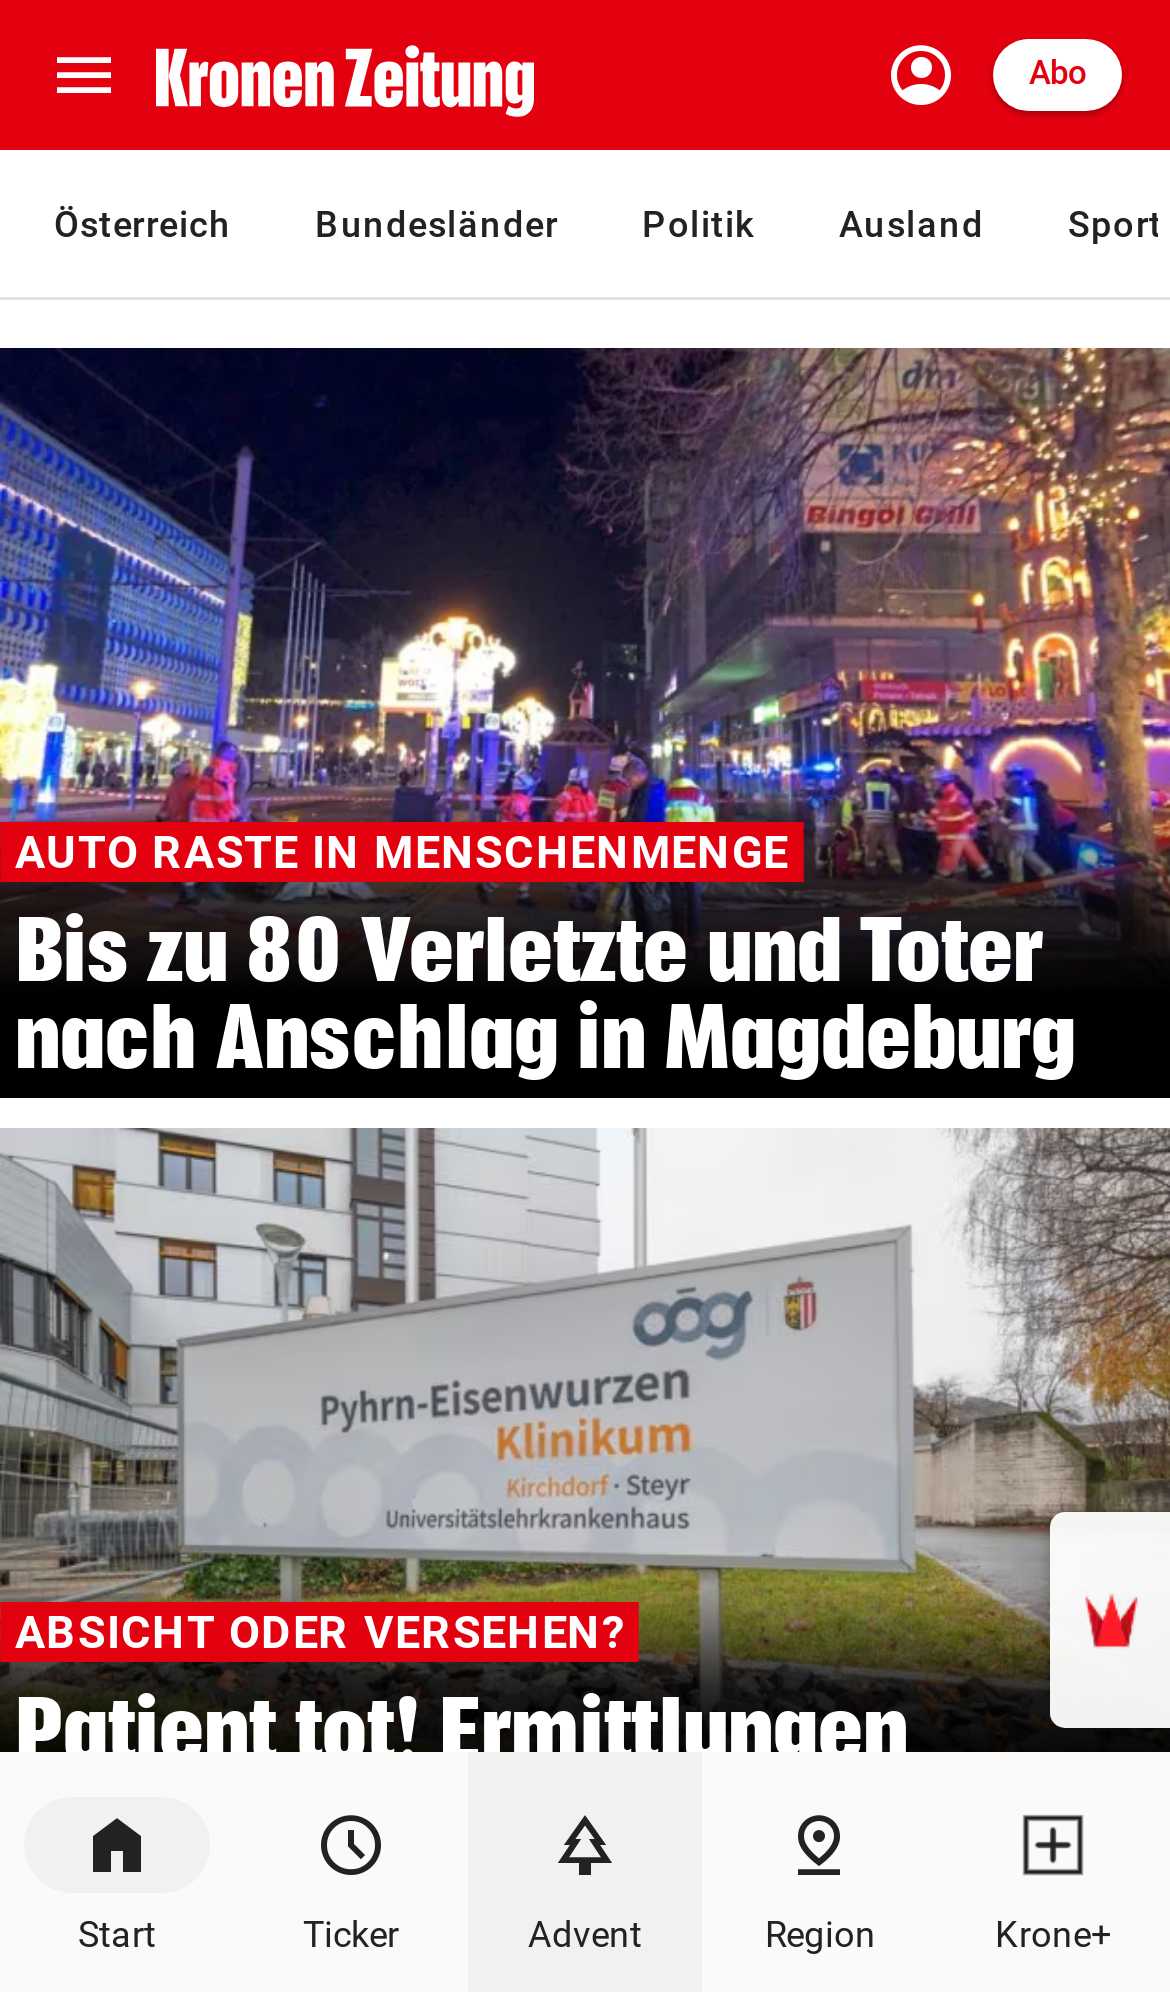 Kronen Zeitung
Abo
Österreich
Bundesländer
Politik
Ausland
Sport
dm
Bingöl Grill
AUTO RASTE IN MENSCHENMENGE
Bis zu 80 Verletzte und Toter
nach Anschlag in Magdeburg
oög
Pyhrn-Eisenwurzen
Klinikum
Kirchdorf · Steyr
Universitätslehrkrankenhaus
ABSICHT ODER VERSEHEN?
Patient tot! Ermittlungen
Start
Ticker
Advent
Region
Krone+